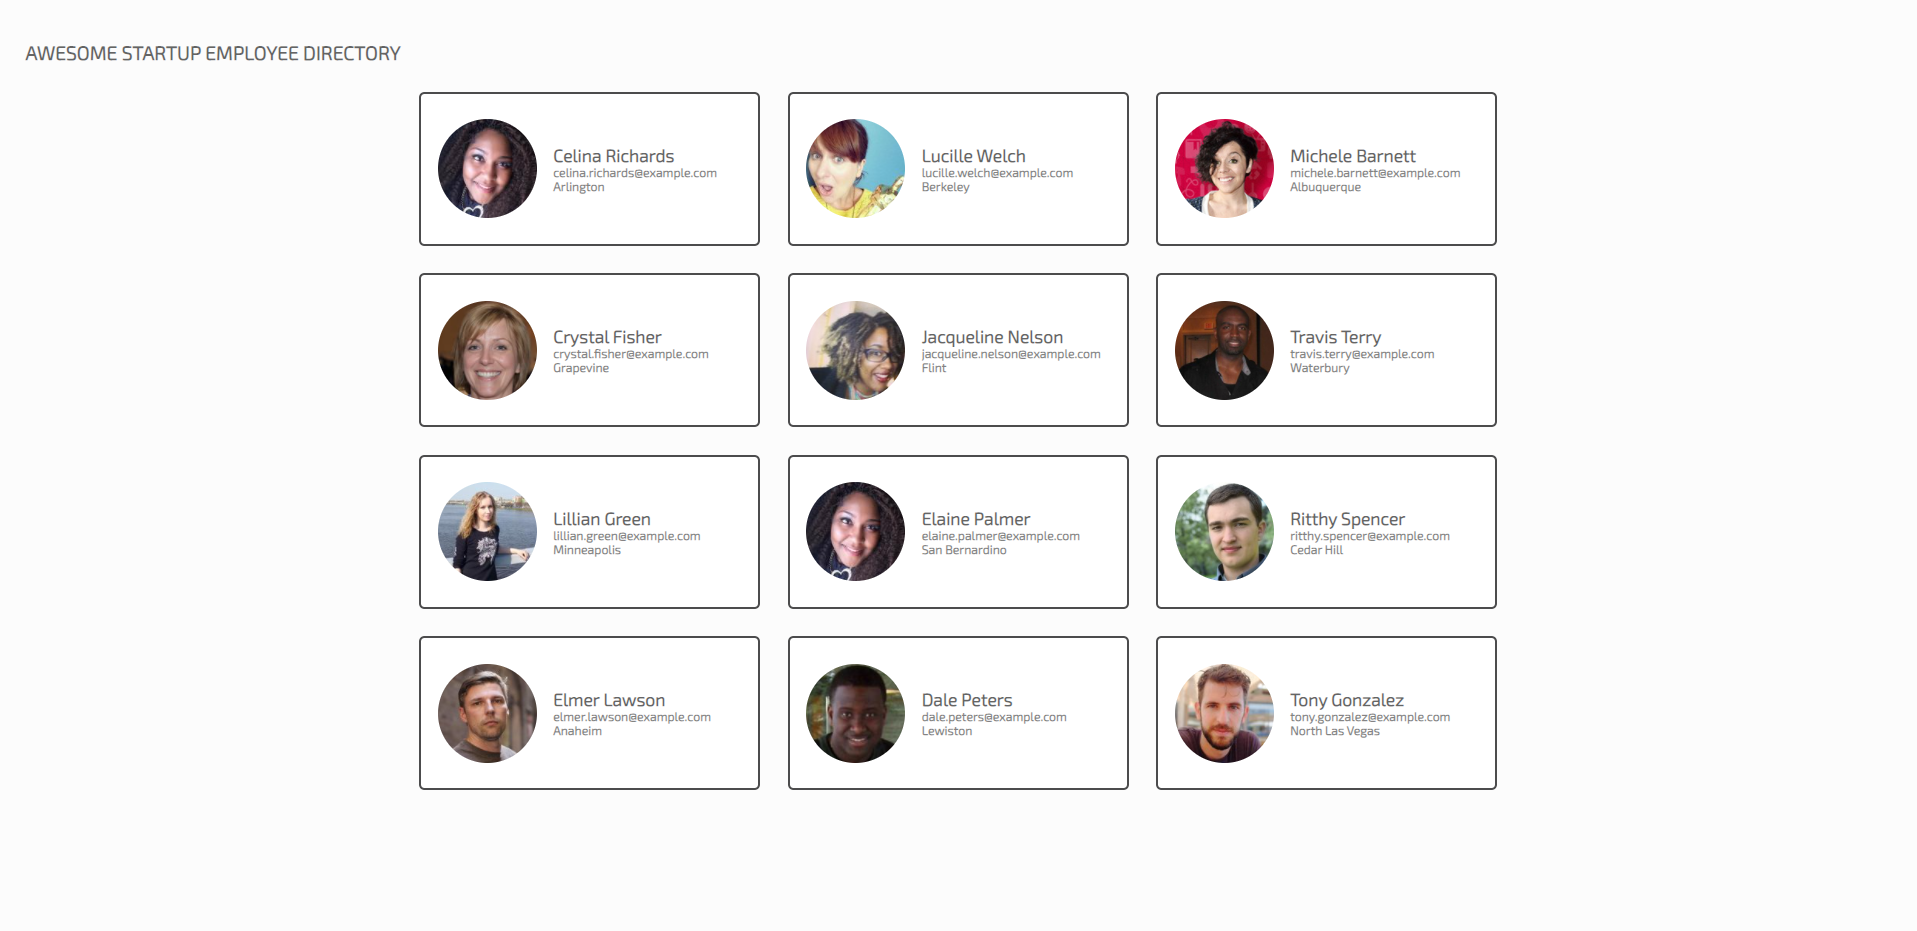 AWESOME STARTUP EMPLOYEE DIRECTORY
Celina Richards
celina.richards@example.com
Arlington
Lucille Welch
lucille.welch@example.com
Berkeley
Michele Barnett
michele.barnett@example.com
Albuquerque
Crystal Fisher
crystal.fisher@example.com
Grapevine
Jacqueline Nelson
jacqueline.nelson@example.com
Flint
Travis Terry
travis.terry@example.com
Waterbury
Lillian Green
lillian.green@example.com
Minneapolis
Elaine Palmer
elaine.palmer@example.com
San Bernardino
Ritthy Spencer
ritthy.spencer@example.com
Cedar Hill
Elmer Lawson
elmer.lawson@example.com
Anaheim
Dale Peters
dale.peters@example.com
Lewiston
Tony Gonzalez
tony.gonzalez@example.com
North Las Vegas